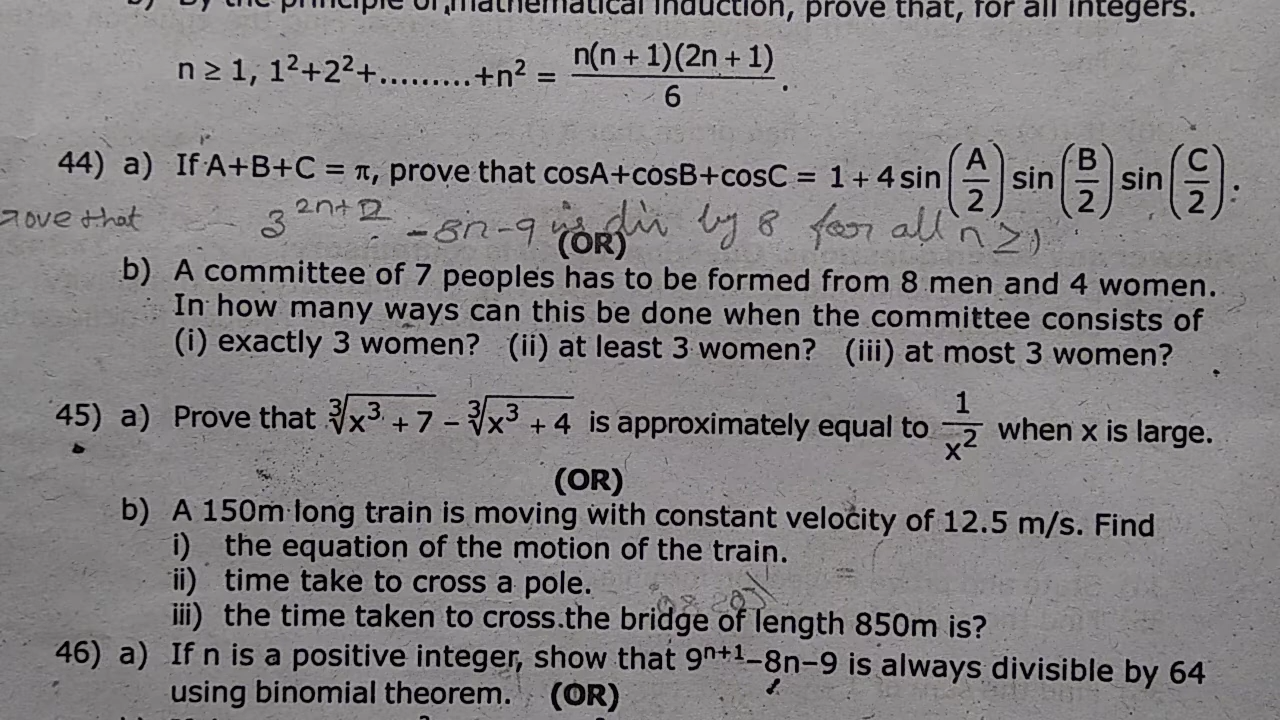 b) By the principle of mathematical induction, prove that, for all integers.
n ≥ 1, 1²+2²+.........+n² = n(n + 1)(2n + 1)/6.
44) a) If A+B+C = π, prove that cosA+cosB+cosC = 1 + 4 sin(A/2) sin(B/2) sin(C/2).
rove that 3^2n+2 -8n-9 is div by 8 for all n ≥ 1
(OR)
b) A committee of 7 peoples has to be formed from 8 men and 4 women.
In how many ways can this be done when the committee consists of
(i) exactly 3 women? (ii) at least 3 women? (iii) at most 3 women?
45) a) Prove that ∛(x³ + 7) – ∛(x³ + 4) is approximately equal to 1/x² when x is large.
(OR)
b) A 150m long train is moving with constant velocity of 12.5 m/s. Find
i) the equation of the motion of the train.
ii) time take to cross a pole.
iii) the time taken to cross.the bridge of length 850m is?
46) a) If n is a positive integer, show that 9ⁿ⁺¹–8n–9 is always divisible by 64
using binomial theorem. (OR)